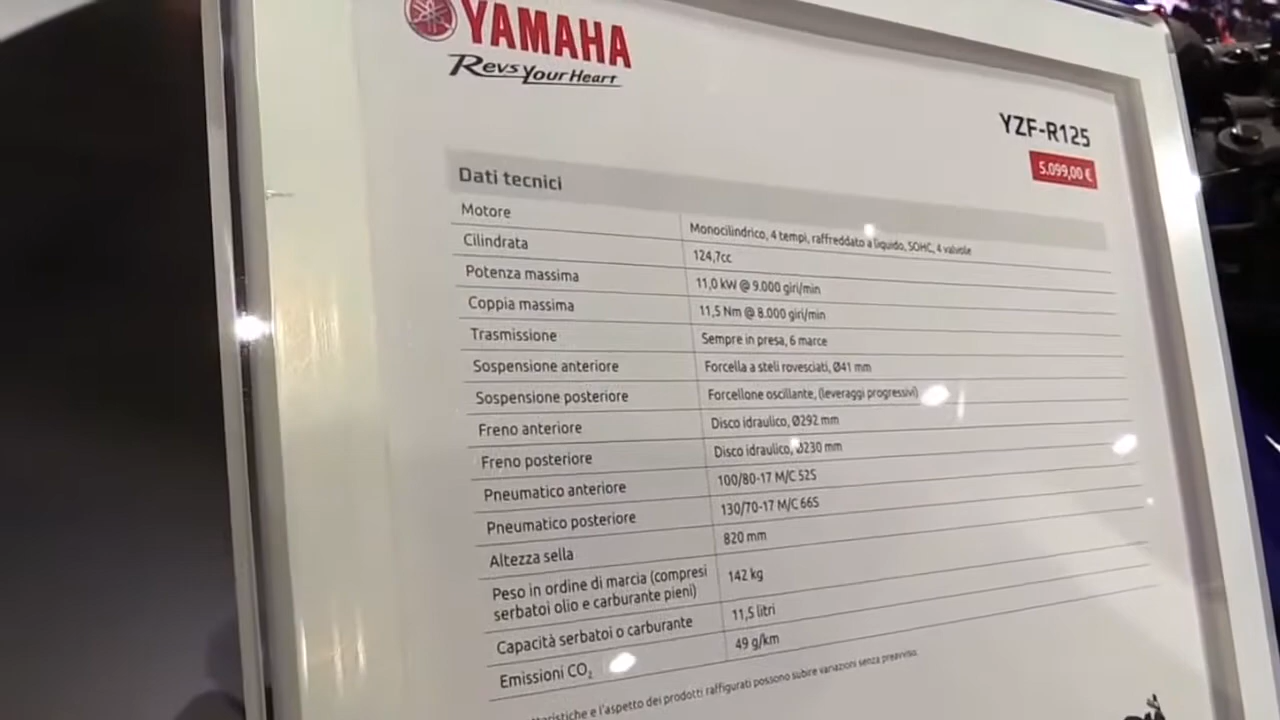 YAMAHA
Revs Your Heart
YZF-R125
5.099,00 €
Dati tecnici
Motore Monocilindrico, 4 tempi, raffreddato a liquido, SOHC, 4 valvole
Cilindrata 124,7cc
Potenza massima 11,0 kW @ 9.000 giri/min
Coppia massima 11,5 Nm @ 8.000 giri/min
Trasmissione Sempre in presa, 6 marce
Sospensione anteriore Forcella a steli rovesciati, Ø41 mm
Sospensione posteriore Forcellone oscillante, (leveraggi progressivi)
Freno anteriore Disco idraulico, Ø292 mm
Freno posteriore Disco idraulico, Ø230 mm
Pneumatico anteriore 100/80-17 M/C 52S
Pneumatico posteriore 130/70-17 M/C 66S
Altezza sella 820 mm
Peso in ordine di marcia (compresi
serbatoi olio e carburante pieni) 142 kg
Capacità serbatoi o carburante 11,5 litri
Emissioni CO₂ 49 g/km
e l'aspetto dei prodotti raffigurati possono subire variazioni senza preavviso.